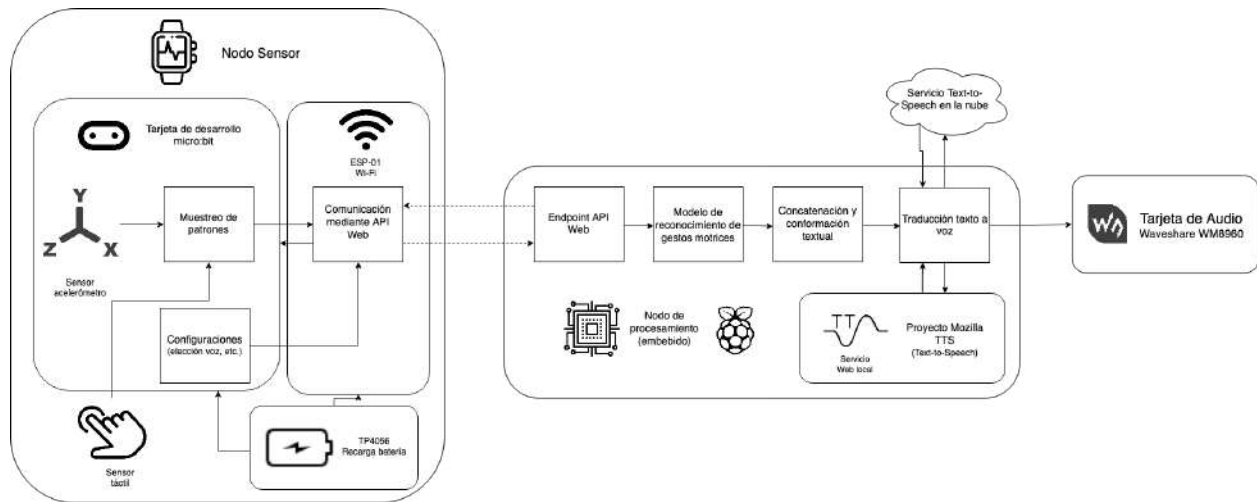 Nodo Sensor
Tarjeta de desarrollo
micro:bit
Y
Z
X
Sensor
acelerómetro
Muestreo de
patrones
Configuraciones
(elección voz, etc.)
Sensor
táctil
ESP-01
Wi-Fi
Comunicación
mediante API
Web
TP4056
Recarga batería
Endpoint API
Web
Modelo de
reconocimiento de
gestos motrices
Concatenación y
conformación
textual
Traducción texto a
voz
Servicio Text-to-
Speech en la nube
Nodo de
procesamiento
(embebido)
TT
Servicio
Web local
Proyecto Mozilla
TTS
(Text-to-Speech)
Tarjeta de Audio
Waveshare WM8960